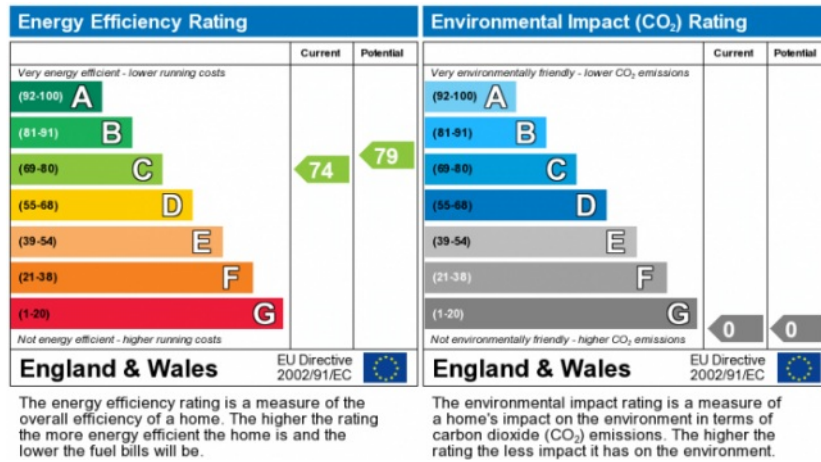 Energy Efficiency Rating
Current Potential
Very energy efficient - lower running costs
(92-100) A
(81-91) B
(69-80) C
74
79
(55-68) D
(39-54) E
(21-38) F
(1-20) G
Not energy efficient - higher running costs
England & Wales
EU Directive
2002/91/EC
The energy efficiency rating is a measure of the
overall efficiency of a home. The higher the rating
the more energy efficient the home is and the
lower the fuel bills will be.
Environmental Impact (CO₂) Rating
Current Potential
Very environmentally friendly - lower CO₂ emissions
(92-100) A
(81-91) B
(69-80) C
(55-68) D
(39-54) E
(21-38) F
(1-20) G
0 0
Not environmentally friendly - higher CO₂ emissions
England & Wales
EU Directive
2002/91/EC
The environmental impact rating is a measure of
a home's impact on the environment in terms of
carbon dioxide (CO₂) emissions. The higher the
rating the less impact it has on the environment.